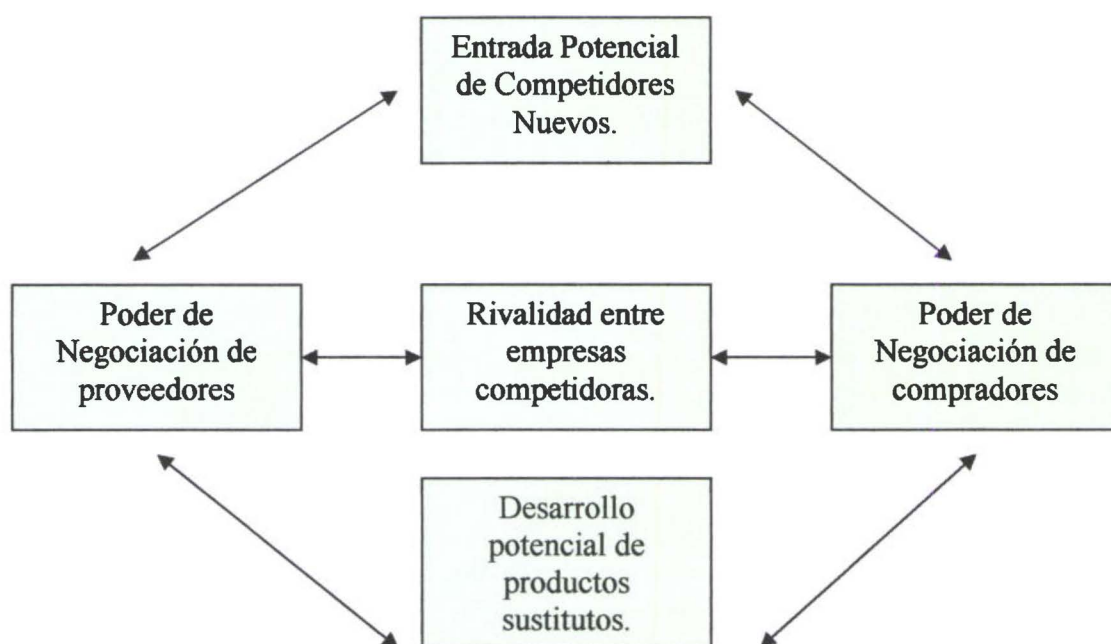 Entrada Potencial
de Competidores
Nuevos.
Poder de
Negociación de
proveedores
Rivalidad entre
empresas
competidoras.
Poder de
Negociación de
compradores
Desarrollo
potencial de
productos
sustitutos.